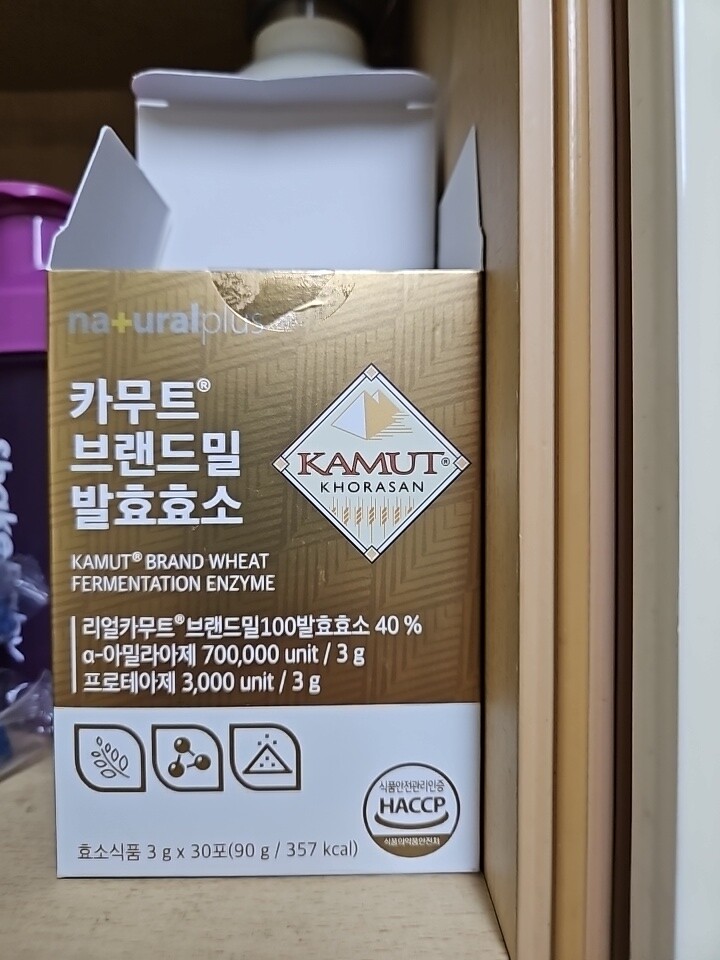 na+uralplus
카무트®
브랜드밀
발효효소
KAMUT®
KHORASAN
KAMUT® BRAND WHEAT
FERMENTATION ENZYME
리얼카무트® 브랜드밀100발효효소 40 %
α-아밀라아제 700,000 unit / 3 g
프로테아제 3,000 unit / 3 g
식품안전관리인증
HACCP
식품의약품안전처
효소식품 3 g x 30포(90 g / 357 kcal)
shake